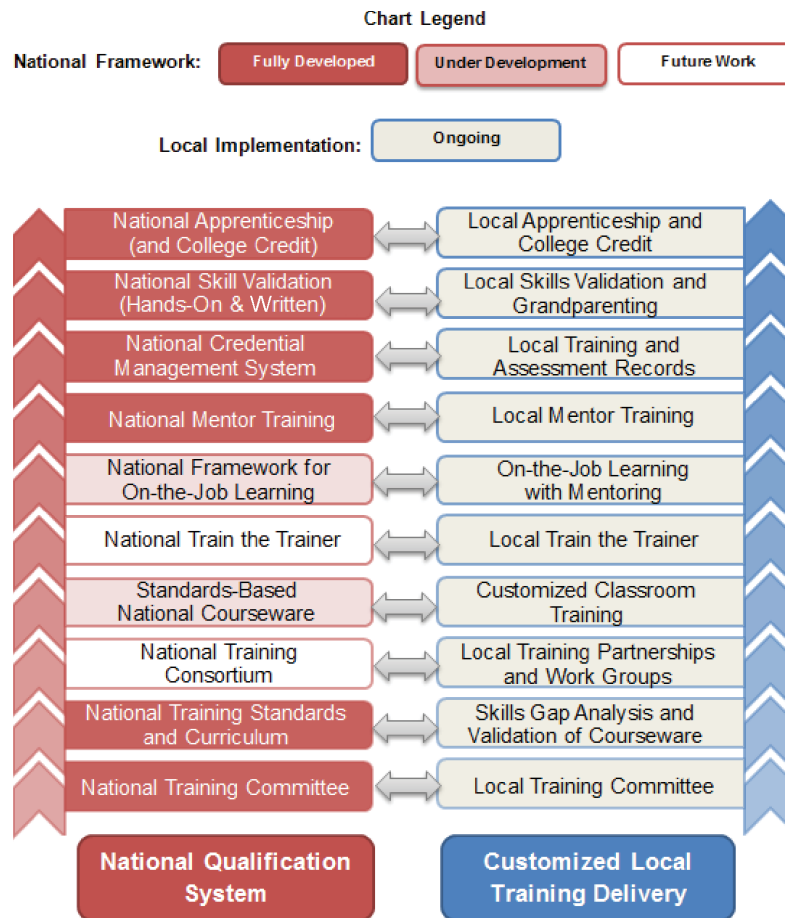 Chart Legend
National Framework:
Fully Developed
Under Development
Future Work
Local Implementation:
Ongoing
National Apprenticeship
(and College Credit)
Local Apprenticeship and
College Credit
National Skill Validation
(Hands-On & Written)
Local Skills Validation and
Grandparenting
National Credential
Management System
Local Training and
Assessment Records
National Mentor Training
Local Mentor Training
National Framework for
On-the-Job Learning
On-the-Job Learning
with Mentoring
National Train the Trainer
Local Train the Trainer
Standards-Based
National Courseware
Customized Classroom
Training
National Training
Consortium
Local Training Partnerships
and Work Groups
National Training Standards
and Curriculum
Skills Gap Analysis and
Validation of Courseware
National Training Committee
Local Training Committee
National Qualification
System
Customized Local
Training Delivery